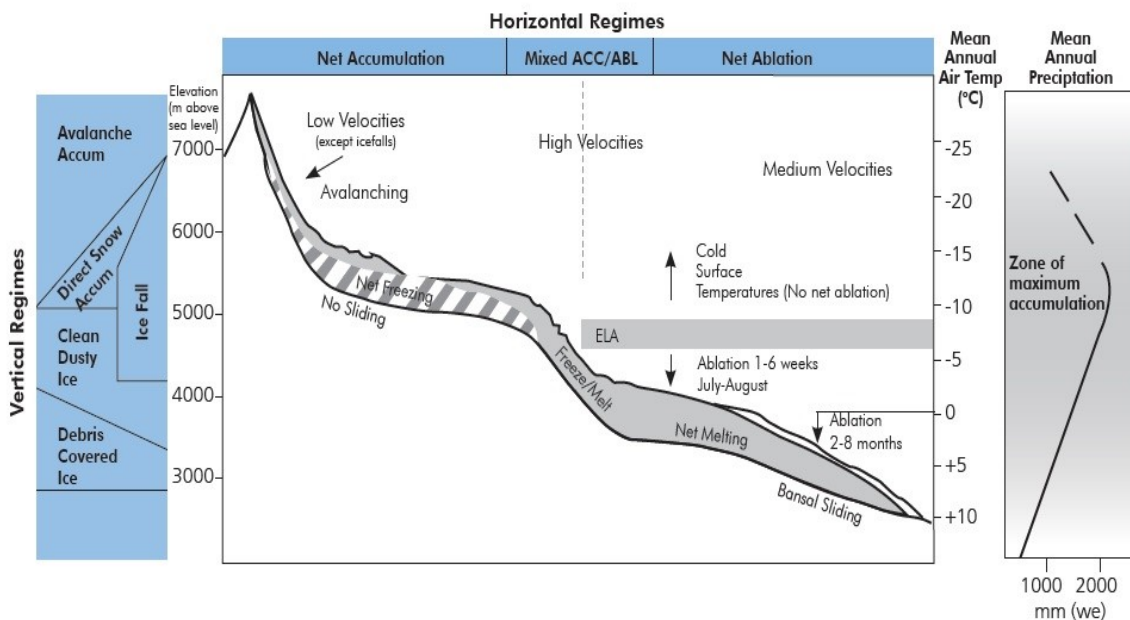 Horizontal Regimes
Net Accumulation
Mixed ACC/ABL
Net Ablation
Mean
Annual
Air Temp
(°C)
Mean
Annual
Preciptation
Vertical Regimes
Avalanche
Accum
Direct Snow
Accum
Ice Fall
Clean
Dusty
Ice
Debris
Covered
Ice
Elevation
(m above
sea level)
7000
6000
5000
4000
3000
Low Velocities
(except icefalls)
Avalanching
High Velocities
Medium Velocities
Cold
Surface
Temperatures (No net ablation)
Net Freezing
No Sliding
ELA
Freeze/Melt
Ablation 1-6 weeks
July-August
Ablation
2-8 months
Net Melting
Bansal Sliding
-25
-20
-15
-10
-5
0
+5
+10
Zone of
maximum
accumulation
1000 2000
mm (we)